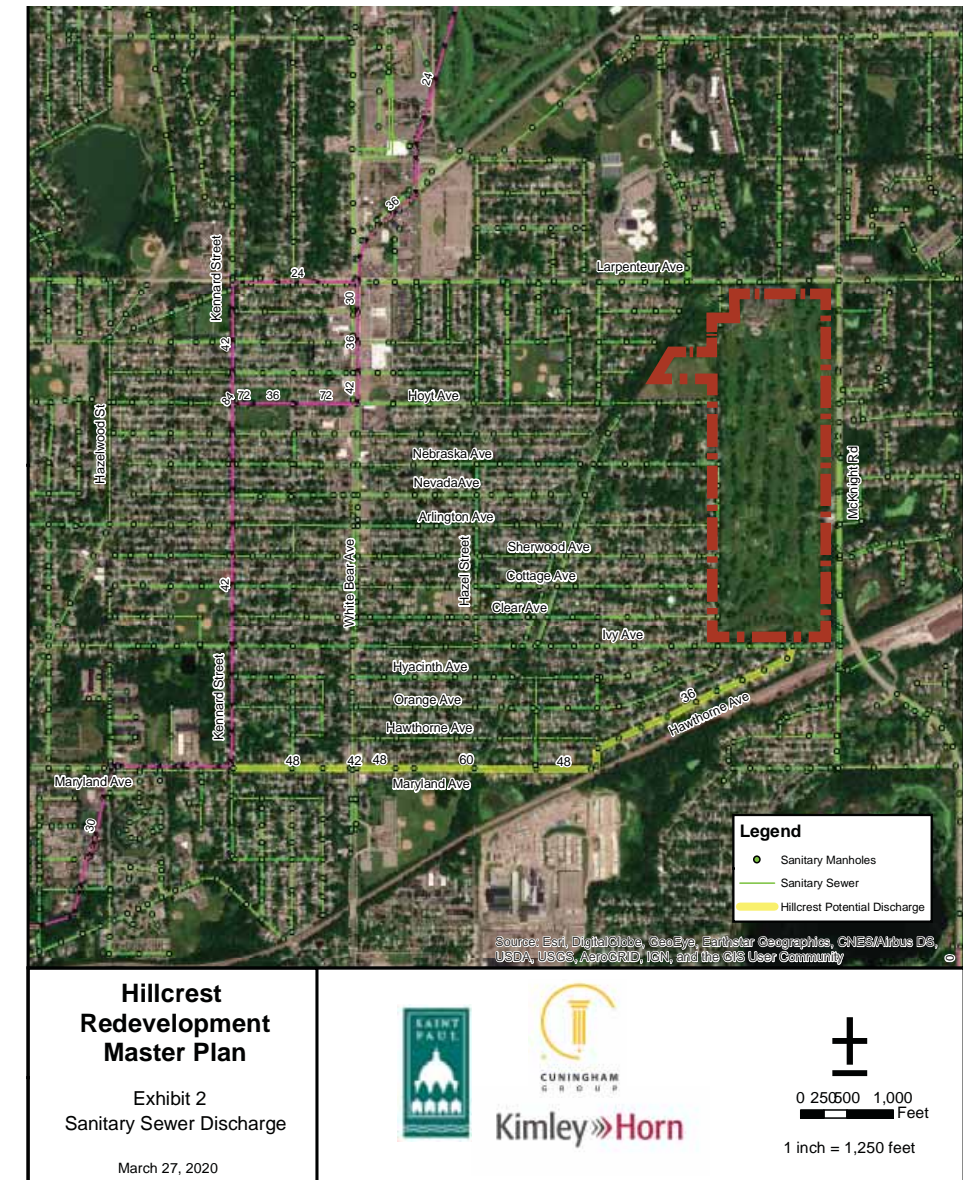 24
36
Larpenteur Ave
Kennard Street
24
30
42
36
42
72 36 72
Hoyt Ave
Hazelwood St
Nebraska Ave
NevadaAve
McKnight Rd
Arlington Ave
White Bear Ave
Hazel Street
Sherwood Ave
Cottage Ave
42
Clear Ave
Ivy Ave
Kennard Street
Hyacinth Ave
Orange Ave
36
Hawthorne Ave
Hawthorne Ave
48 42 48 60 48
Maryland Ave
Maryland Ave
30
Legend
Sanitary Manholes
Sanitary Sewer
Hillcrest Potential Discharge
Source: Esri, DigitalGlobe, GeoEye, Earthstar Geographics, CNES/Airbus DS,
USDA, USGS, AeroGRID, IGN, and the GIS User Community
Hillcrest
Redevelopment
Master Plan
Exhibit 2
Sanitary Sewer Discharge
March 27, 2020
SAINT
PAUL
CUNINGHAM
GROUP
Kimley»Horn
0 250500 1,000
Feet
1 inch = 1,250 feet